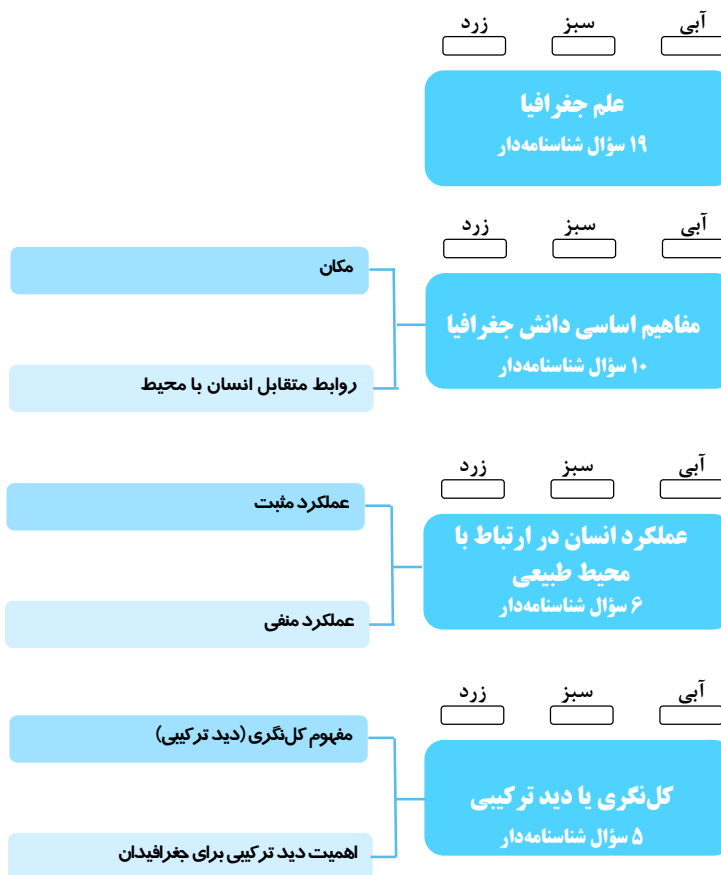 آبی سبز زرد
علم جغرافیا
۱۹ سؤال شناسنامه‌دار
آبی سبز زرد
مفاهیم اساسی دانش جغرافیا
۱۰ سؤال شناسنامه‌دار
مکان
روابط متقابل انسان با محیط
آبی سبز زرد
عملکرد انسان در ارتباط با
محیط طبیعی
۶ سؤال شناسنامه‌دار
عملکرد مثبت
عملکرد منفی
آبی سبز زرد
کل‌نگری یا دید ترکیبی
۵ سؤال شناسنامه‌دار
مفهوم کل‌نگری (دید ترکیبی)
اهمیت دید ترکیبی برای جغرافیدان